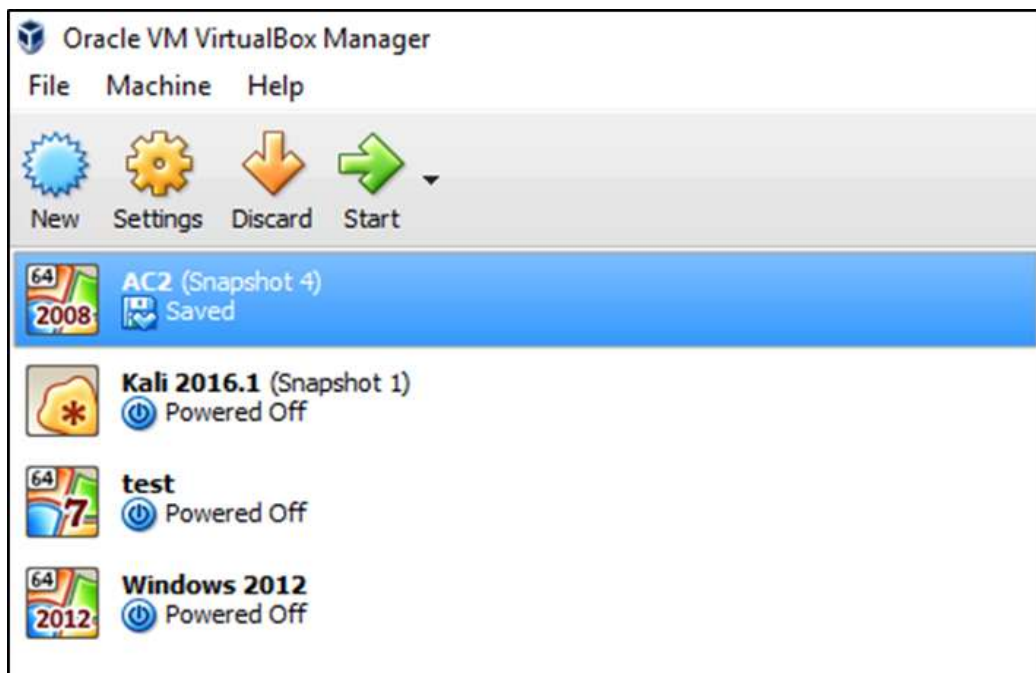 Oracle VM VirtualBox Manager
File Machine Help
New Settings Discard Start
64 AC2 (Snapshot 4)
2008 Saved
Kali 2016.1 (Snapshot 1)
Powered Off
64 test
7 Powered Off
64 Windows 2012
2012 Powered Off